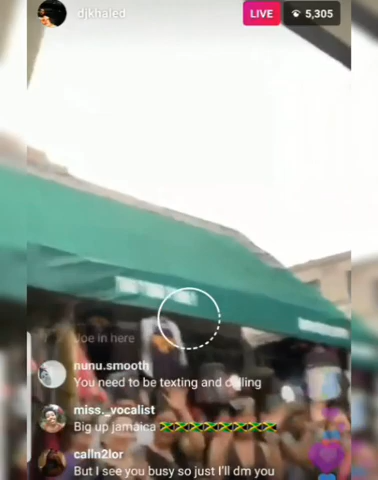 djkhaled
LIVE
5,305
Joe in here
nunu.smooth
You need to be texting and calling
miss._vocalist
Big up jamaica 🇯🇲🇯🇲🇯🇲🇯🇲🇯🇲🇯🇲🇯🇲🇯🇲
calln2lor
But I see you busy so just I'll dm you